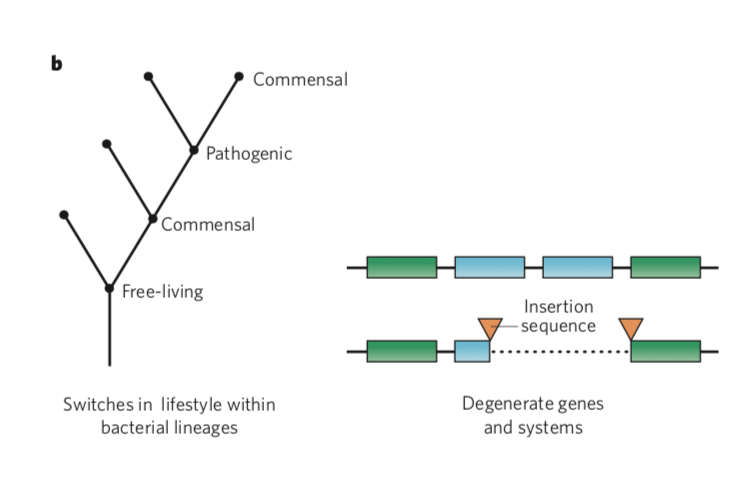 b
Commensal
Pathogenic
Commensal
Free-living
Insertion
sequence
Switches in lifestyle within
bacterial lineages
Degenerate genes
and systems